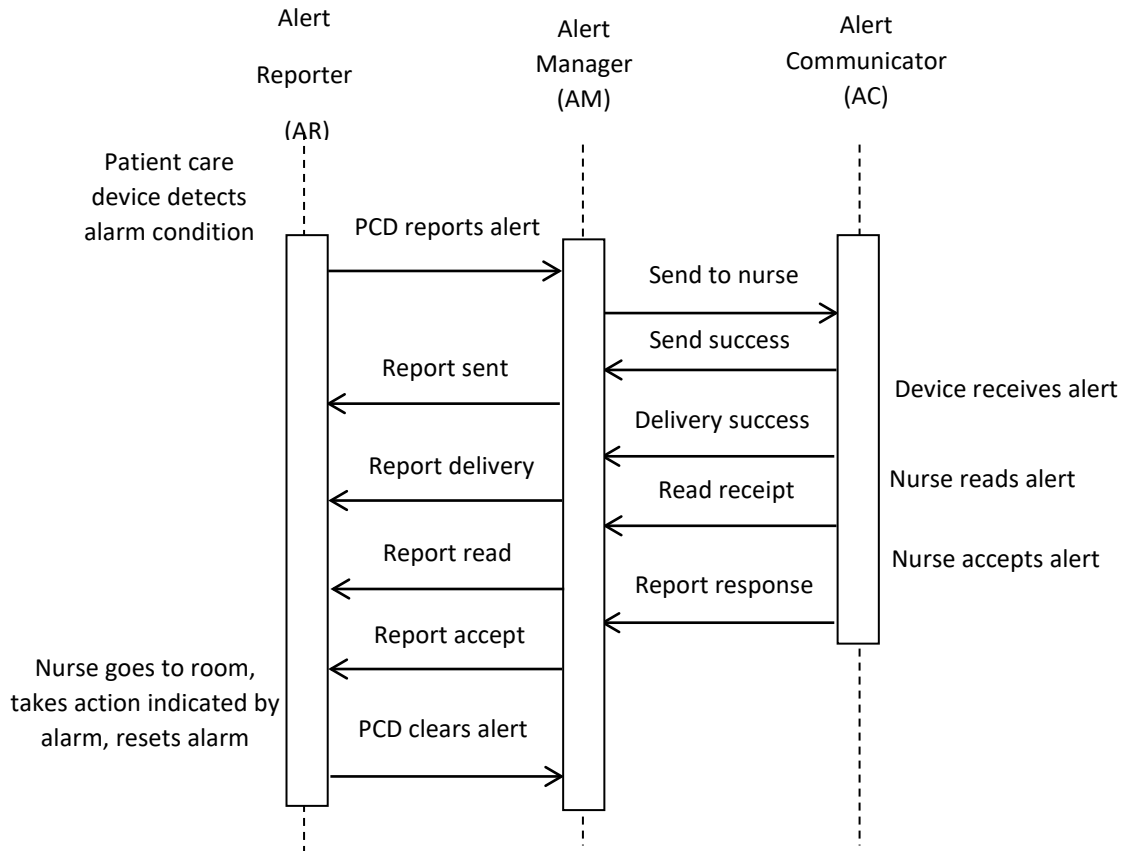 Alert
Reporter
(AR)
Alert
Manager
(AM)
Alert
Communicator
(AC)
Patient care
device detects
alarm condition
PCD reports alert
Send to nurse
Send success
Report sent
Device receives alert
Delivery success
Report delivery
Nurse reads alert
Read receipt
Report read
Nurse accepts alert
Report response
Report accept
Nurse goes to room,
takes action indicated by
alarm, resets alarm
PCD clears alert